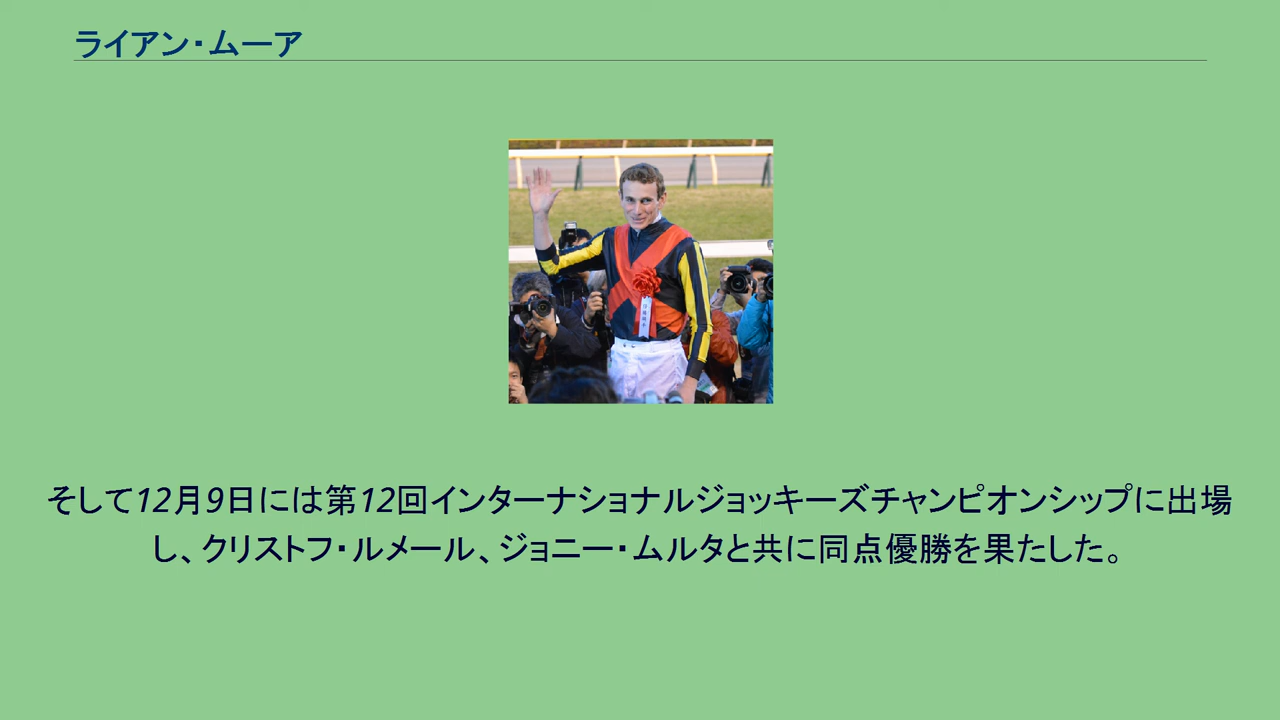 ライアン・ムーア
そして12月9日には第12回インターナショナルジョッキーズチャンピオンシップに出場
し、クリストフ・ルメール、ジョニー・ムルタと共に同点優勝を果たした。